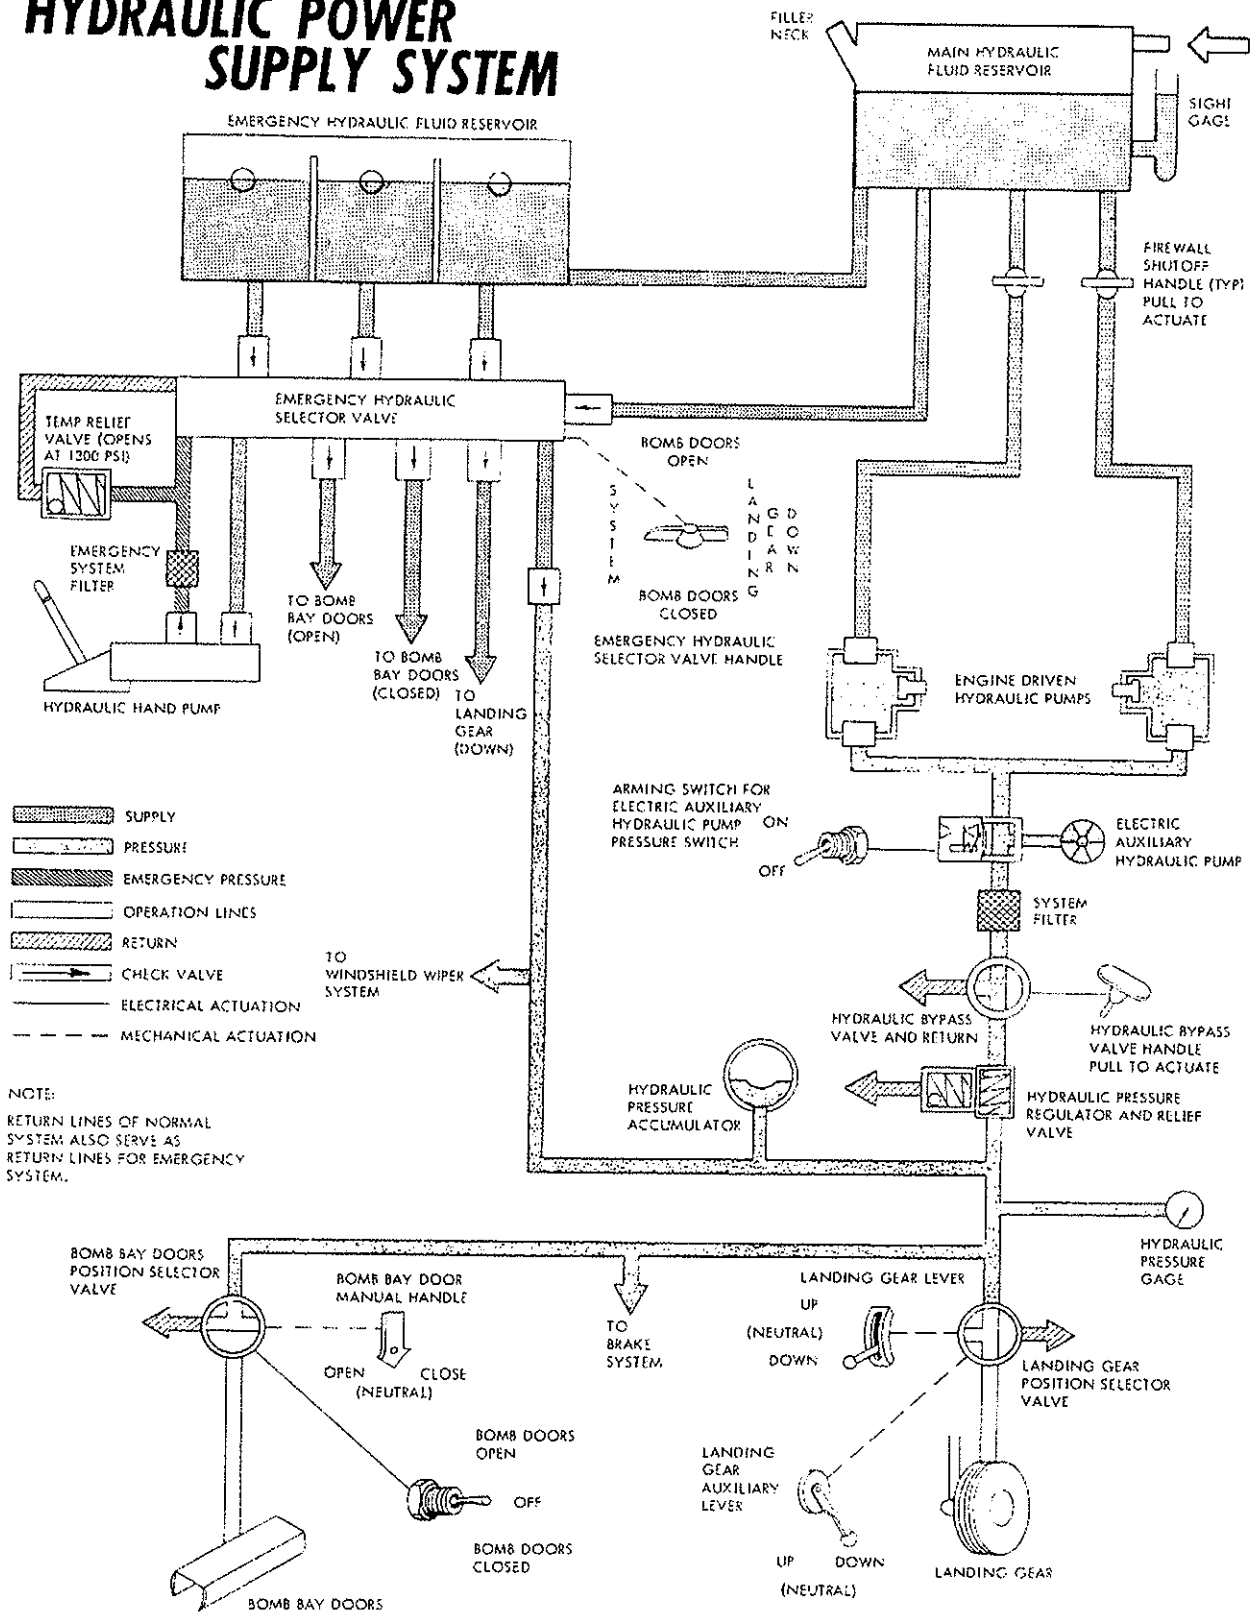 HYDRAULIC POWER
SUPPLY SYSTEM
FILLER
NECK
MAIN HYDRAULIC
FLUID RESERVOIR
SIGHT
GAGE
EMERGENCY HYDRAULIC FLUID RESERVOIR
FIREWALL
SHUTOFF
HANDLE (TYP)
PULL TO
ACTUATE
EMERGENCY HYDRAULIC
SELECTOR VALVE
TEMP RELIEF
VALVE (OPENS
AT 1300 PSI)
BOMB DOORS
OPEN
SYSTEM
LANDING
GEAR
DOWN
BOMB DOORS
CLOSED
EMERGENCY HYDRAULIC
SELECTOR VALVE HANDLE
EMERGENCY
SYSTEM
FILTER
TO BOMB
BAY DOORS
(OPEN)
TO BOMB
BAY DOORS
(CLOSED)
TO
LANDING
GEAR
(DOWN)
HYDRAULIC HAND PUMP
ENGINE DRIVEN
HYDRAULIC PUMPS
ARMING SWITCH FOR
ELECTRIC AUXILIARY
HYDRAULIC PUMP
PRESSURE SWITCH
ON
OFF
ELECTRIC
AUXILIARY
HYDRAULIC PUMP
SUPPLY
PRESSURE
EMERGENCY PRESSURE
OPERATION LINES
RETURN
CHECK VALVE
ELECTRICAL ACTUATION
MECHANICAL ACTUATION
SYSTEM
FILTER
TO
WINDSHIELD WIPER
SYSTEM
HYDRAULIC BYPASS
VALVE AND RETURN
HYDRAULIC BYPASS
VALVE HANDLE
PULL TO ACTUATE
HYDRAULIC
PRESSURE
ACCUMULATOR
HYDRAULIC PRESSURE
REGULATOR AND RELIEF
VALVE
NOTE:
RETURN LINES OF NORMAL
SYSTEM ALSO SERVE AS
RETURN LINES FOR EMERGENCY
SYSTEM.
HYDRAULIC
PRESSURE
GAGE
BOMB BAY DOORS
POSITION SELECTOR
VALVE
BOMB BAY DOOR
MANUAL HANDLE
OPEN CLOSE
(NEUTRAL)
TO
BRAKE
SYSTEM
LANDING GEAR LEVER
UP
(NEUTRAL)
DOWN
LANDING GEAR
POSITION SELECTOR
VALVE
BOMB DOORS
OPEN
OFF
BOMB DOORS
CLOSED
LANDING
GEAR
AUXILIARY
LEVER
UP DOWN
(NEUTRAL)
LANDING GEAR
BOMB BAY DOORS